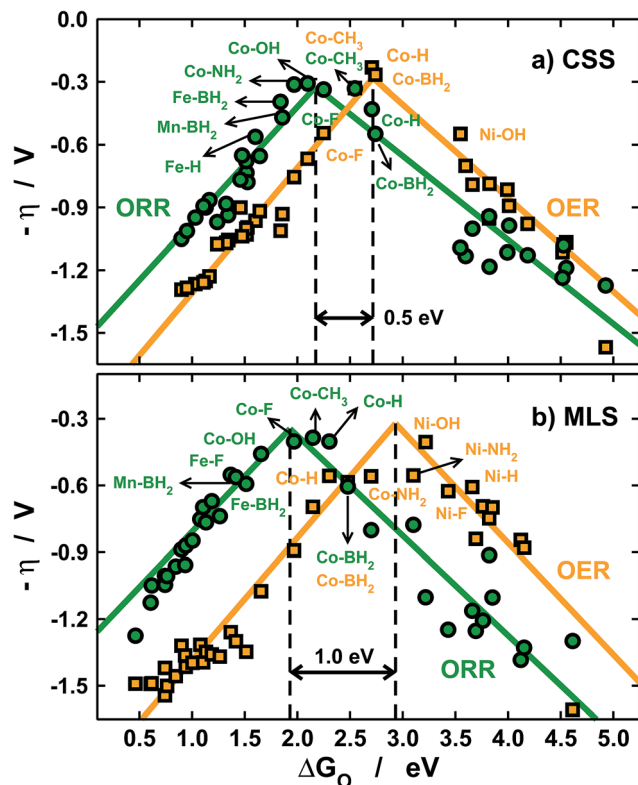 a) CSS
Co-OH
Co-CH3
Co-CH3
Co-H
Co-BH2
Co-NH2
Fe-BH2
Mn-BH2
Fe-H
Co-F
Co-H
Co-F
Co-BH2
Ni-OH
ORR
OER
0.5 eV
-0.3
-0.6
-0.9
-1.2
-1.5
- η / V
b) MLS
Co-F
Co-CH3
Co-H
Ni-OH
Co-OH
Fe-F
Mn-BH2
Fe-BH2
Co-H
Co-NH2
Ni-NH2
Ni-H
Ni-F
Co-BH2
Co-BH2
OER
ORR
1.0 eV
-0.3
-0.6
-0.9
-1.2
-1.5
- η / V
0.5 1.0 1.5 2.0 2.5 3.0 3.5 4.0 4.5 5.0
ΔGO / eV